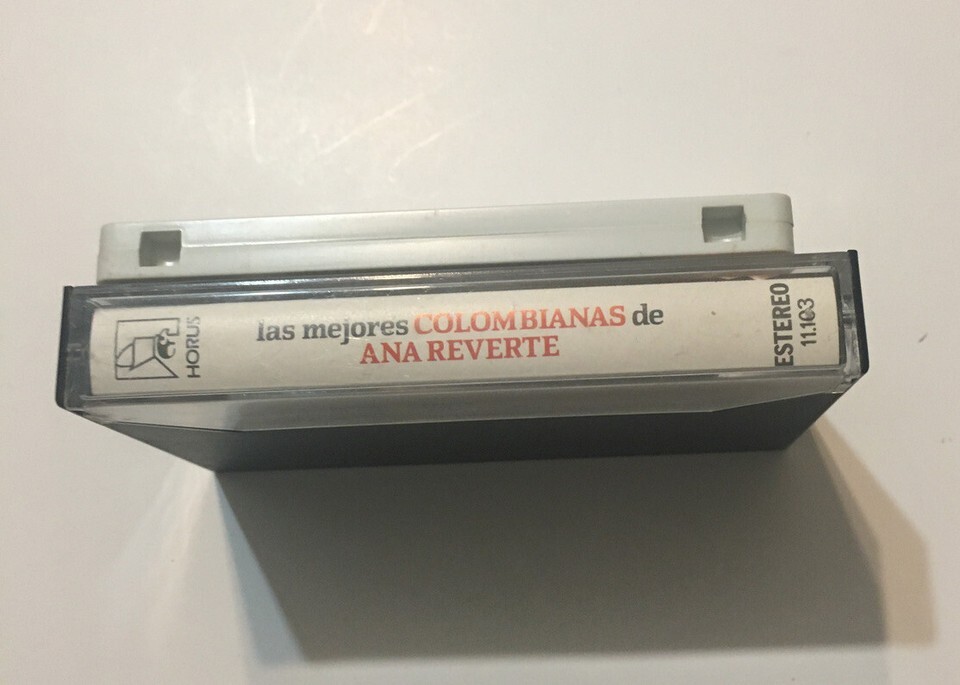 HORUS
las mejores COLOMBIANAS de
ANA REVERTE
ESTEREO
11.103